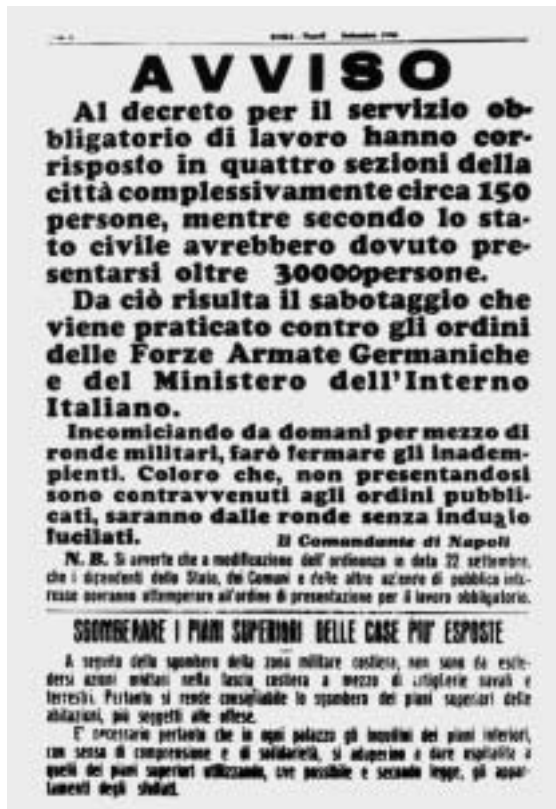 AVVISO
Al decreto per il servizio ob-
bligatorio di lavoro hanno cor-
risposto in quattro sezioni della
città complessivamente circa 150
persone, mentre secondo lo sta-
to civile avrebbero dovuto pre-
sentarsi oltre 30000persone.
Da ciò risulta il sabotaggio che
viene praticato contro gli ordini
delle Forze Armate Germaniche
e del Ministero dell'Interno
Italiano.
Incominciando da domani per mezzo di
ronde militari, farò fermare gli inadem-
pienti. Coloro che, non presentandosi
sono contravvenuti agli ordini pubbli-
cati, saranno dalle ronde senza indugio
fucilati. Il Comandante di Napoli
N. B. Si avverte che a modificazione dell'ordinanza in data 22 settembre,
che i dipendenti dello Stato, dei Comuni e delle altre aziende di pubblico inte-
resse dovranno ottemperare all'ordine di presentazione per il lavoro obbligatorio.
SGOMBERARE I PIANI SUPERIORI DELLE CASE PIU' ESPOSTE
A seguito dello sgombero della zona militare costiera, non sono da esclu-
dersi azioni militari nella fascia costiera a mezzo di artiglierie navali e
terrestri. Pertanto si rende consigliabile lo sgombero dei piani superiori delle
abitazioni, più soggetti alle offese.
E' necessario pertanto che in ogni palazzo gli inquilini dei piani inferiori,
con senso di comprensione e di solidarietà, si adoperino a dare ospitalità a
quelli dei piani superiori utilizzando, ove possibile e secondo legge, gli appar-
tamenti degli sfollati.